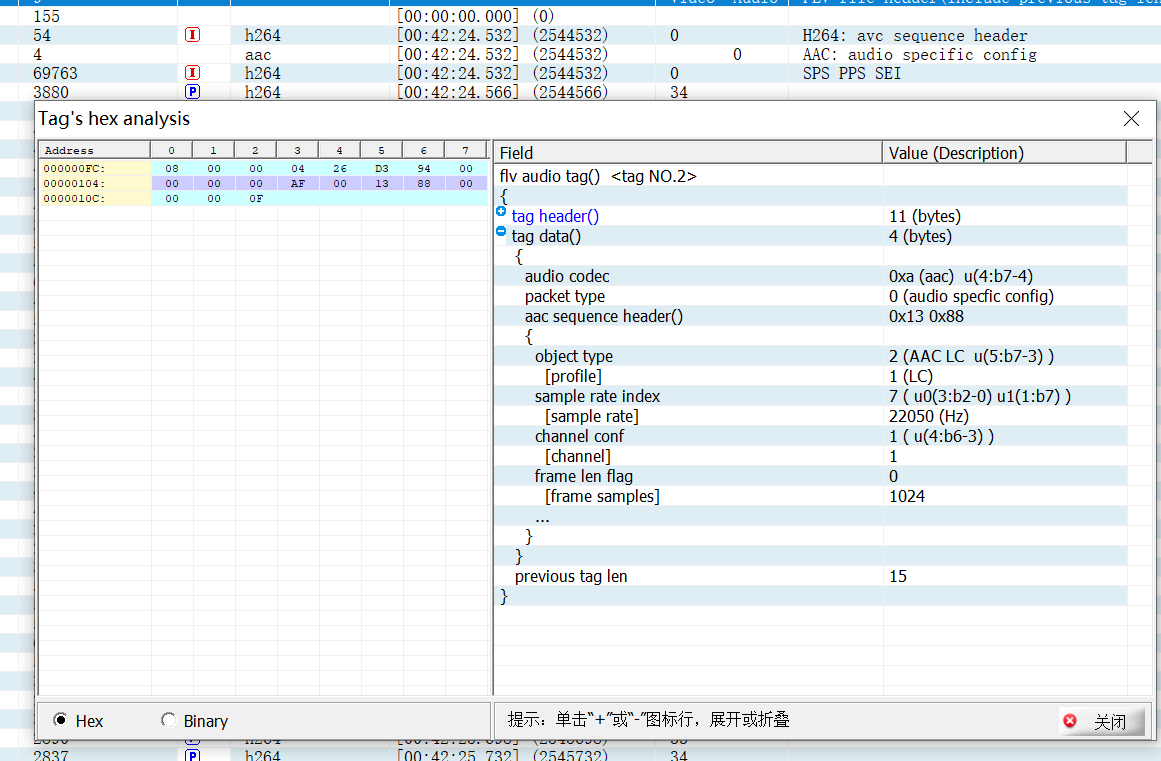 155 [00:00:00.000] (0)
54 I h264 [00:42:24.532] (2544532) 0 H264: avc sequence header
4 aac [00:42:24.532] (2544532) 0 AAC: audio specific config
69763 I h264 [00:42:24.532] (2544532) 0 SPS PPS SEI
3880 P h264 [00:42:24.566] (2544566) 34
Tag's hex analysis
Address 0 1 2 3 4 5 6 7
000000FC: 08 00 00 04 26 D3 94 00
00000104: 00 00 00 AF 00 13 88 00
0000010C: 00 00 0F
Field Value (Description)
flv audio tag() <tag NO.2>
{
tag header() 11 (bytes)
tag data() 4 (bytes)
{
audio codec 0xa (aac) u(4:b7-4)
packet type 0 (audio specfic config)
aac sequence header() 0x13 0x88
{
object type 2 (AAC LC u(5:b7-3) )
[profile] 1 (LC)
sample rate index 7 ( u0(3:b2-0) u1(1:b7) )
[sample rate] 22050 (Hz)
channel conf 1 ( u(4:b6-3) )
[channel] 1
frame len flag 0
[frame samples] 1024
...
}
}
previous tag len 15
}
Hex Binary 提示：单击“+”或“-”图标行，展开或折叠 关闭
2837 P h264 [00:42:25.732] (2545732) 34